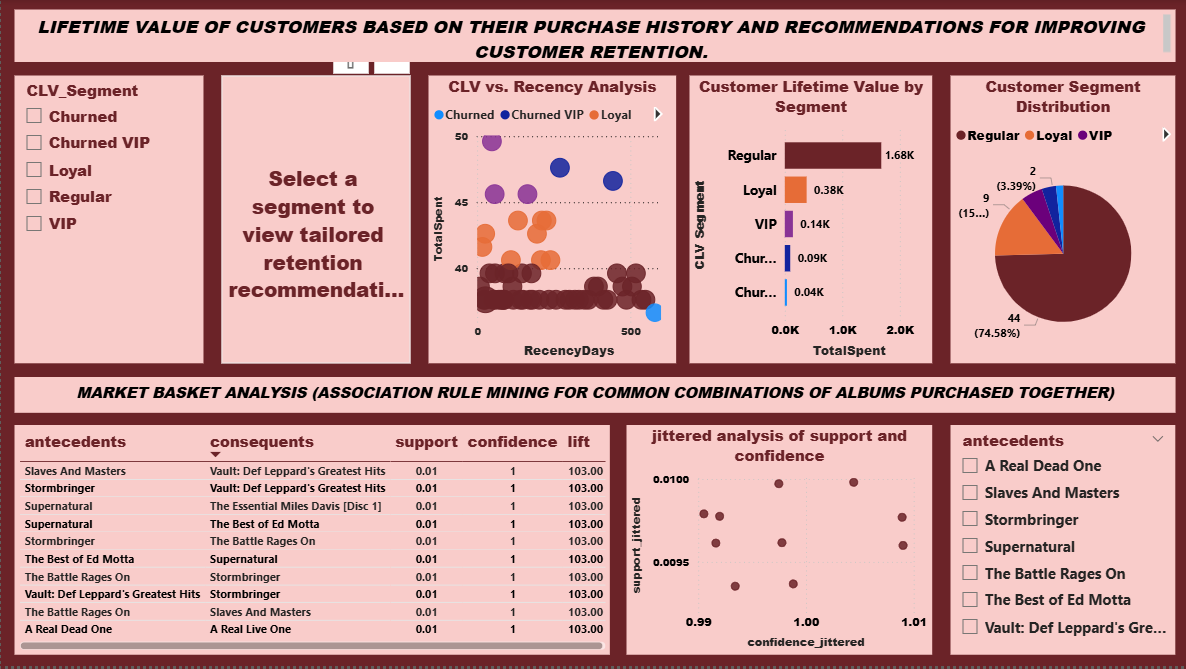 LIFETIME VALUE OF CUSTOMERS BASED ON THEIR PURCHASE HISTORY AND RECOMMENDATIONS FOR IMPROVING
CUSTOMER RETENTION.
CLV_Segment
Churned
Churned VIP
Loyal
Regular
VIP
Select a
segment to
view tailored
retention
recommendati...
CLV vs. Recency Analysis
Churned Churned VIP Loyal
50
45
40
TotalSpent
0 500
RecencyDays
Customer Lifetime Value by
Segment
CLV Segment
Regular 1.68K
Loyal 0.38K
VIP 0.14K
Chur... 0.09K
Chur... 0.04K
0.0K 1.0K 2.0K
TotalSpent
Customer Segment
Distribution
Regular Loyal VIP
2
(3.39%)
9
(15...)
44
(74.58%)
MARKET BASKET ANALYSIS (ASSOCIATION RULE MINING FOR COMMON COMBINATIONS OF ALBUMS PURCHASED TOGETHER)
antecedents consequents support confidence lift
Slaves And Masters Vault: Def Leppard's Greatest Hits 0.01 1 103.00
Stormbringer Vault: Def Leppard's Greatest Hits 0.01 1 103.00
Supernatural The Essential Miles Davis [Disc 1] 0.01 1 103.00
Supernatural The Best of Ed Motta 0.01 1 103.00
Stormbringer The Battle Rages On 0.01 1 103.00
The Best of Ed Motta Supernatural 0.01 1 103.00
The Battle Rages On Stormbringer 0.01 1 103.00
Vault: Def Leppard's Greatest Hits Stormbringer 0.01 1 103.00
The Battle Rages On Slaves And Masters 0.01 1 103.00
A Real Dead One A Real Live One 0.01 1 103.00
jittered analysis of support and
confidence
support_jittered
0.0100
0.0095
0.99 1.00 1.01
confidence_jittered
antecedents
A Real Dead One
Slaves And Masters
Stormbringer
Supernatural
The Battle Rages On
The Best of Ed Motta
Vault: Def Leppard's Gre...